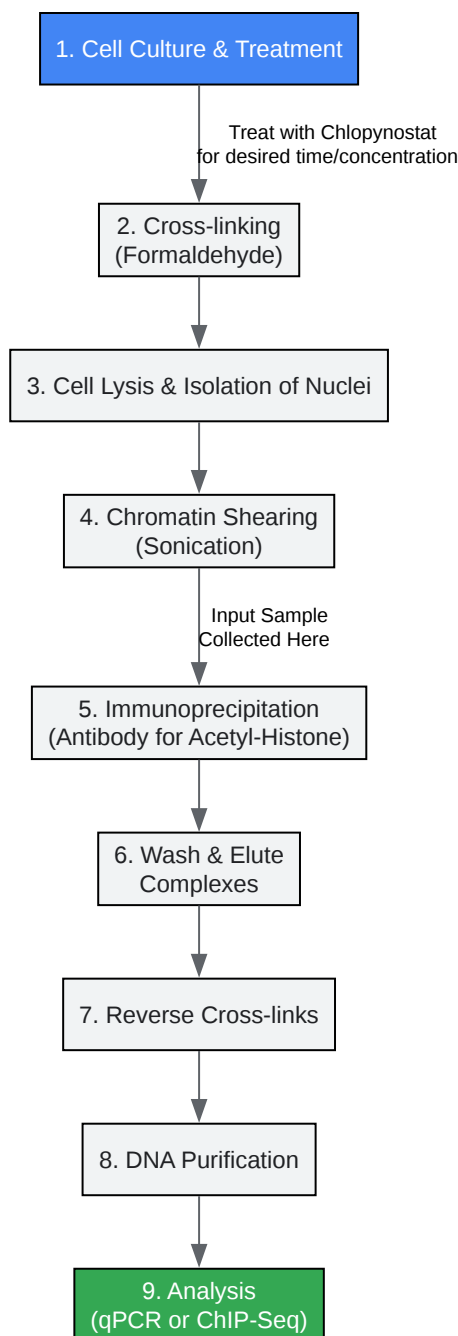 1. Cell Culture & Treatment
Treat with Chlopynostat
for desired time/concentration
2. Cross-linking
(Formaldehyde)
3. Cell Lysis & Isolation of Nuclei
4. Chromatin Shearing
(Sonication)
Input Sample
Collected Here
5. Immunoprecipitation
(Antibody for Acetyl-Histone)
6. Wash & Elute
Complexes
7. Reverse Cross-links
8. DNA Purification
9. Analysis
(qPCR or ChIP-Seq)